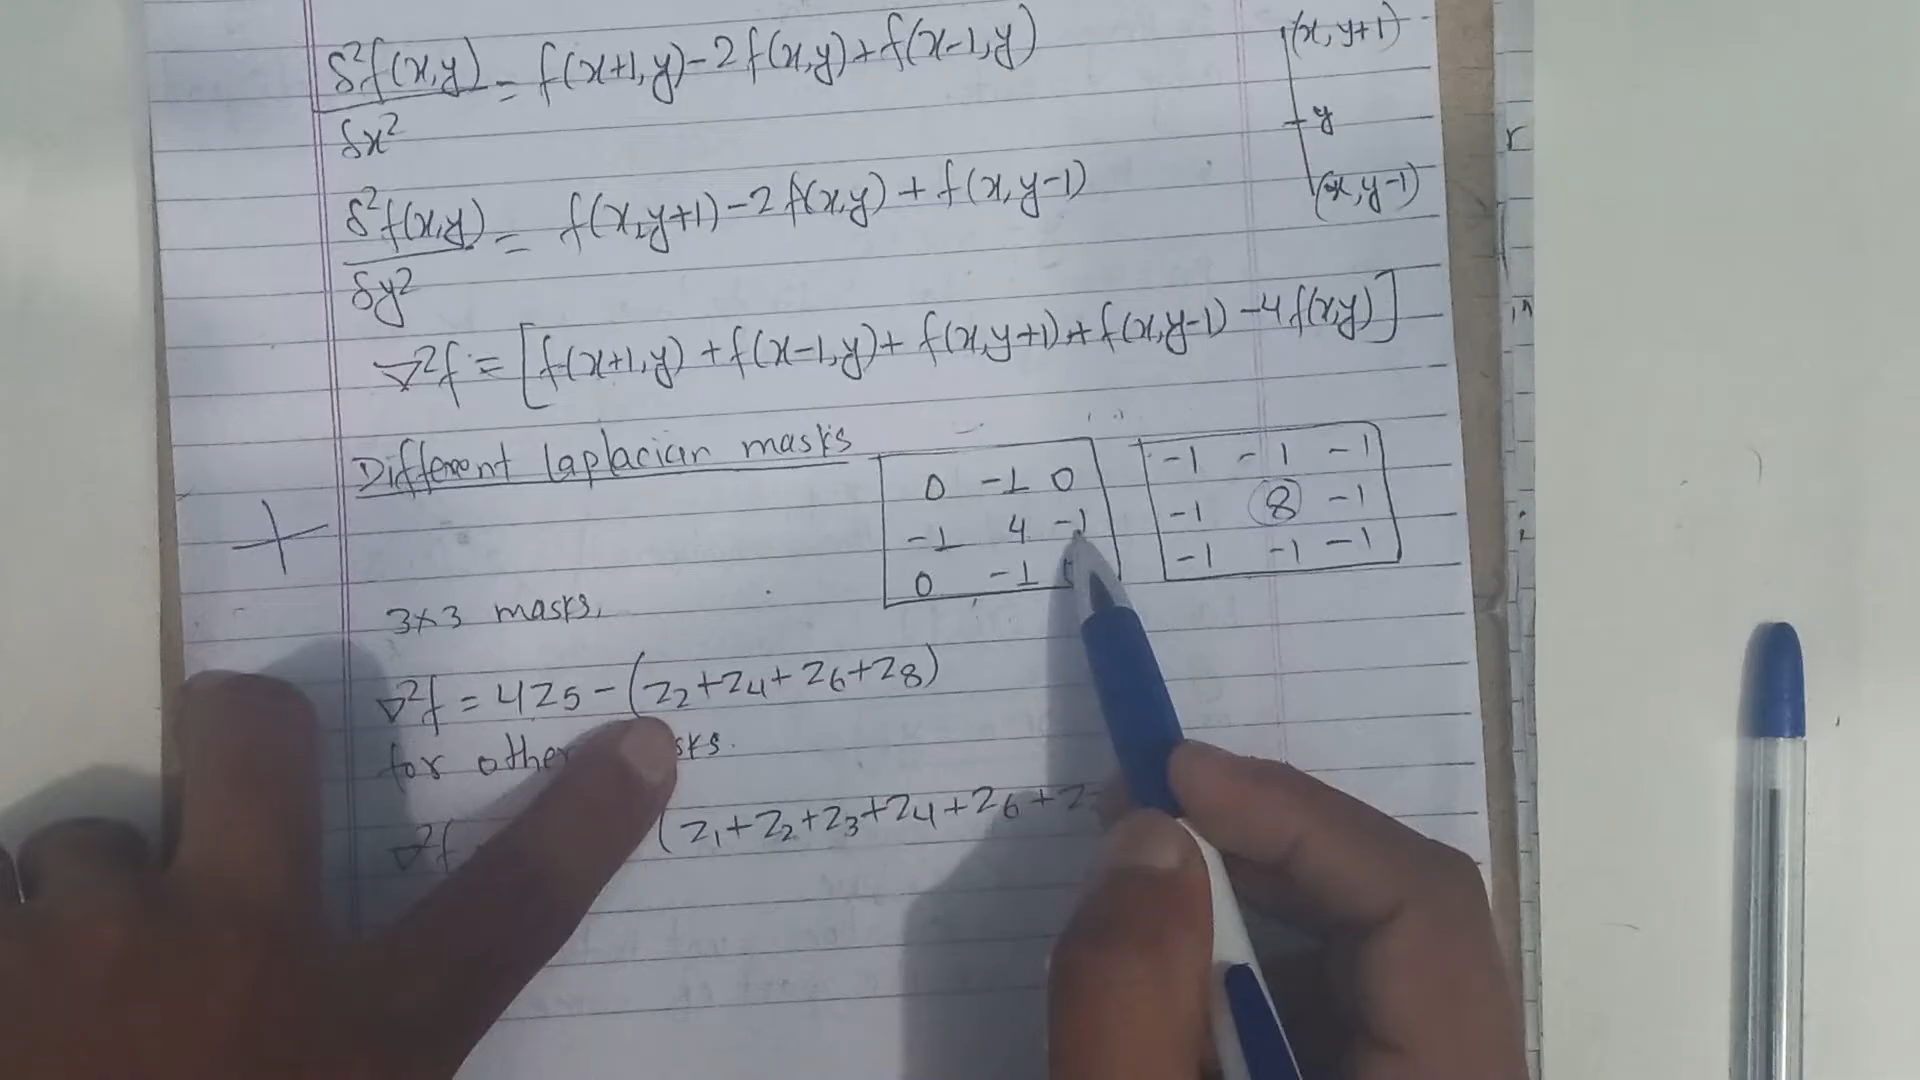 δ²f(x,y)/δx² = f(x+1,y)-2f(x,y)+f(x-1,y)
(x,y+1)
y
(x,y-1)
δ²f(x,y)/δy² = f(x,y+1)-2f(x,y)+f(x,y-1)
∇²f = [f(x+1,y)+f(x-1,y)+f(x,y+1)+f(x,y-1)-4f(x,y)]
Different laplacian masks
0 -1 0
-1 4 -1
0 -1
-1 -1 -1
-1 8 -1
-1 -1 -1
3×3 masks,
∇²f = 4Z5-(Z2+Z4+Z6+Z8)
for other
∇²f (Z1+Z2+Z3+Z4+Z6+